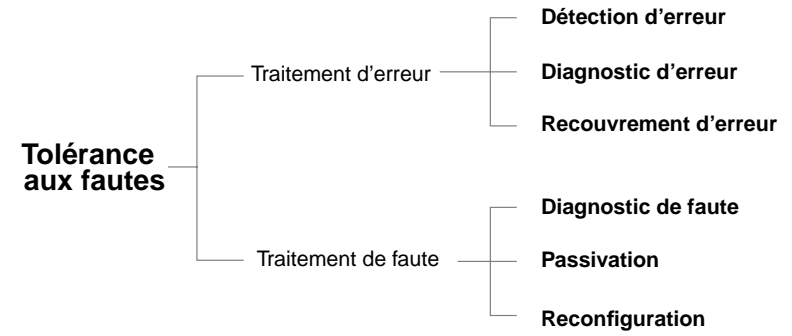 Tolérance
aux fautes
Traitement d'erreur
Détection d'erreur
Diagnostic d'erreur
Recouvrement d'erreur
Traitement de faute
Diagnostic de faute
Passivation
Reconfiguration